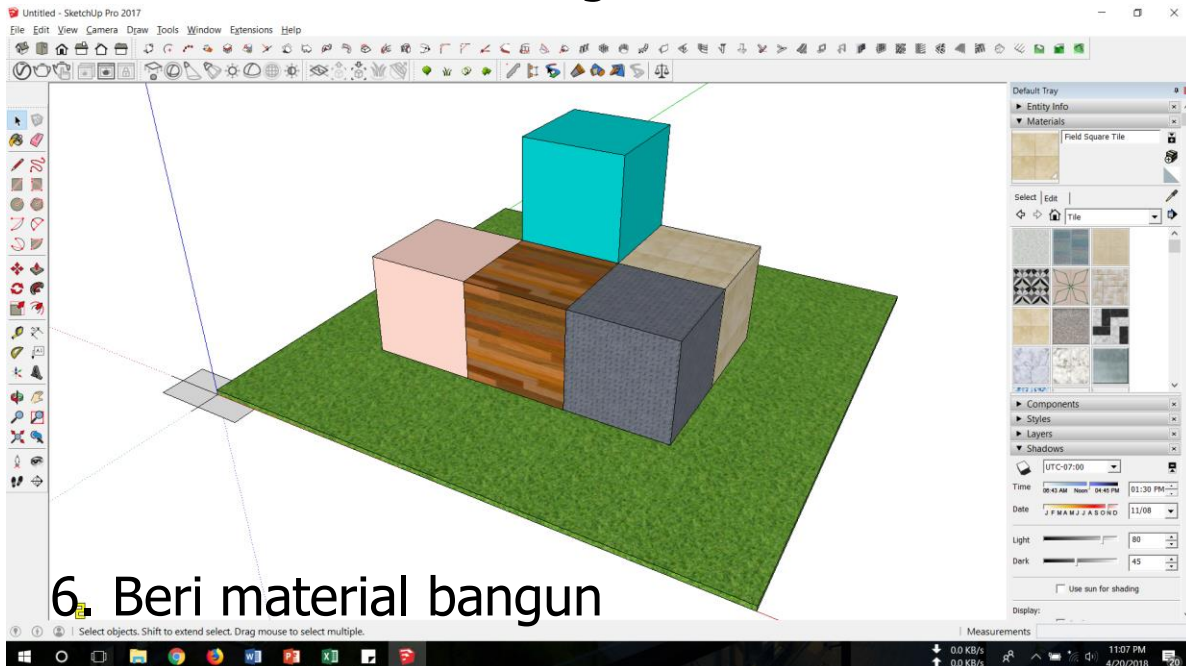 Untitled - SketchUp Pro 2017
File Edit View Camera Draw Tools Window Extensions Help
Default Tray
Entity Info
Materials
Field Square Tile
Select Edit
Tile
Components
Styles
Layers
Shadows
UTC-07:00
Time 06:43 AM Noon 04:45 PM 01:30 PM
Date J F M A M J J A S O N D 11/08
Light 80
Dark 45
Use sun for shading
Display:
6. Beri material bangun
Select objects. Shift to extend select. Drag mouse to select multiple.
Measurements
0.0 KB/s
0.0 KB/s
11:07 PM
4/20/2018
20